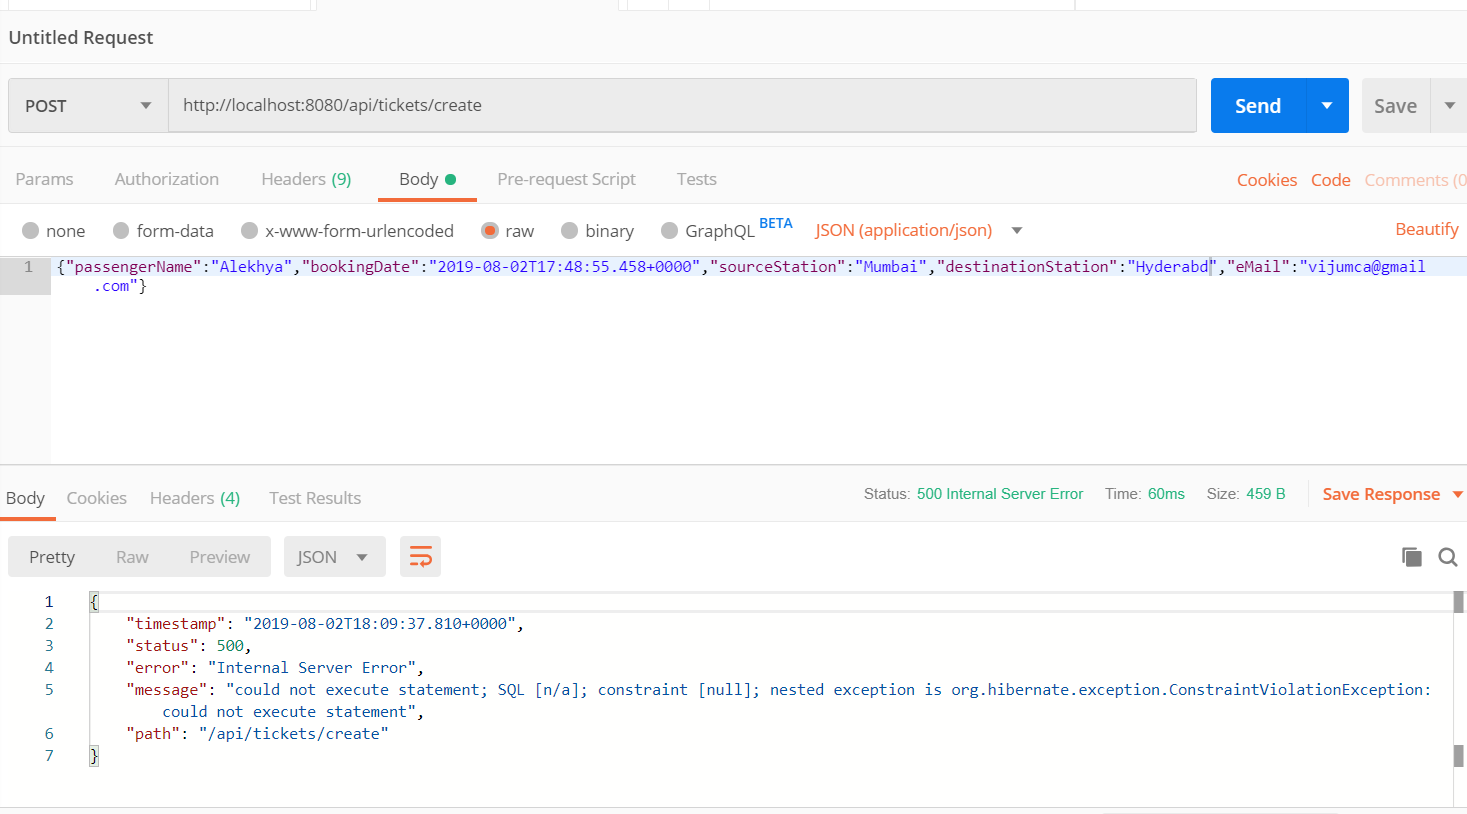 Untitled Request
POST http://localhost:8080/api/tickets/create Send Save
Params Authorization Headers (9) Body Pre-request Script Tests Cookies Code Comments (0
none form-data x-www-form-urlencoded raw binary GraphQL BETA JSON (application/json) Beautify
1 {"passengerName":"Alekhya","bookingDate":"2019-08-02T17:48:55.458+0000","sourceStation":"Mumbai","destinationStation":"Hyderabd","eMail":"vijumca@gmail
.com"}
Body Cookies Headers (4) Test Results Status: 500 Internal Server Error Time: 60ms Size: 459 B Save Response
Pretty Raw Preview JSON
1 {
2 "timestamp": "2019-08-02T18:09:37.810+0000",
3 "status": 500,
4 "error": "Internal Server Error",
5 "message": "could not execute statement; SQL [n/a]; constraint [null]; nested exception is org.hibernate.exception.ConstraintViolationException:
could not execute statement",
6 "path": "/api/tickets/create"
7 }